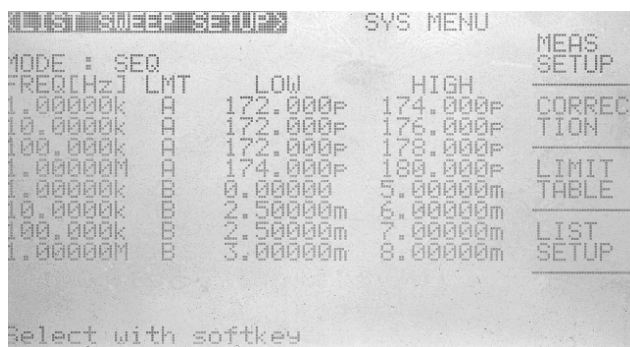 <LIST SWEEP SETUP> SYS MENU
MODE : SEQ
FREQ[Hz] LMT LOW HIGH
1.00000k A 172.000p 174.000p
10.0000k A 172.000p 176.000p
100.000k A 172.000p 178.000p
1.00000M A 174.000p 180.000p
1.00000k B 0.00000 5.00000m
10.0000k B 2.50000m 6.00000m
100.000k B 2.50000m 7.00000m
1.00000M B 3.00000m 8.00000m
Select with softkey
MEAS
SETUP
CORREC
TION
LIMIT
TABLE
LIST
SETUP